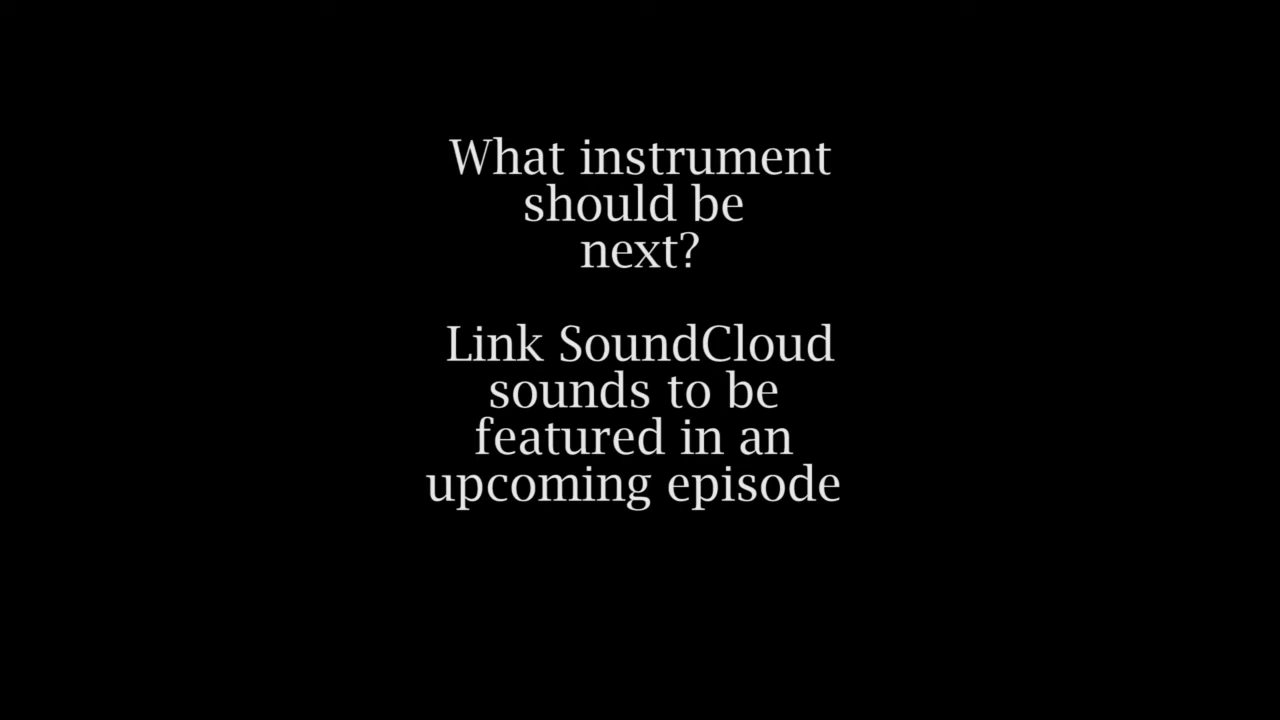 What instrument
should be
next?
Link SoundCloud
sounds to be
featured in an
upcoming episode